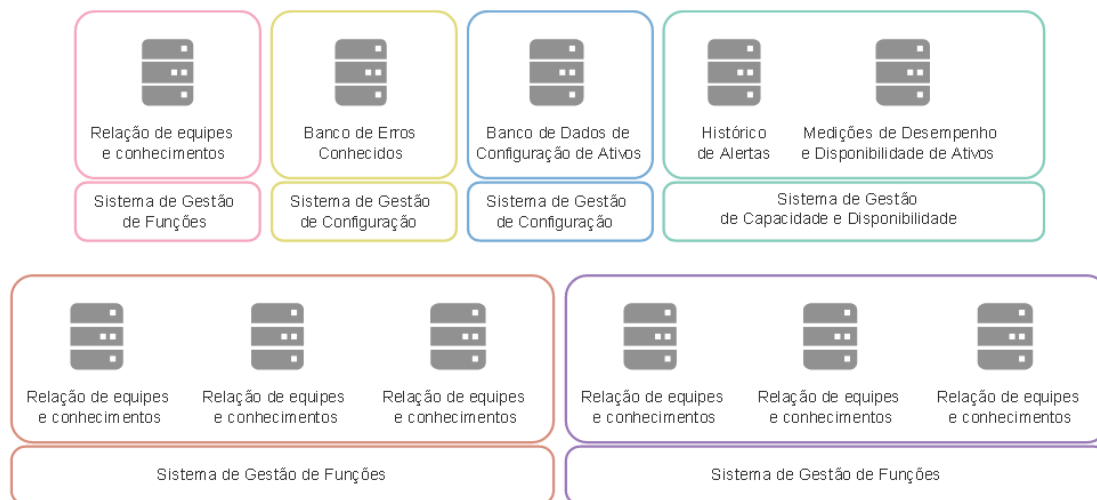 Relação de equipes
e conhecimentos
Banco de Erros
Conhecidos
Banco de Dados de
Configuração de Ativos
Histórico
de Alertas
Medições de Desempenho
e Disponibilidade de Ativos
Sistema de Gestão
de Funções
Sistema de Gestão
de Configuração
Sistema de Gestão
de Configuração
Sistema de Gestão
de Capacidade e Disponibilidade
Relação de equipes
e conhecimentos
Relação de equipes
e conhecimentos
Relação de equipes
e conhecimentos
Relação de equipes
e conhecimentos
Relação de equipes
e conhecimentos
Relação de equipes
e conhecimentos
Sistema de Gestão de Funções
Sistema de Gestão de Funções